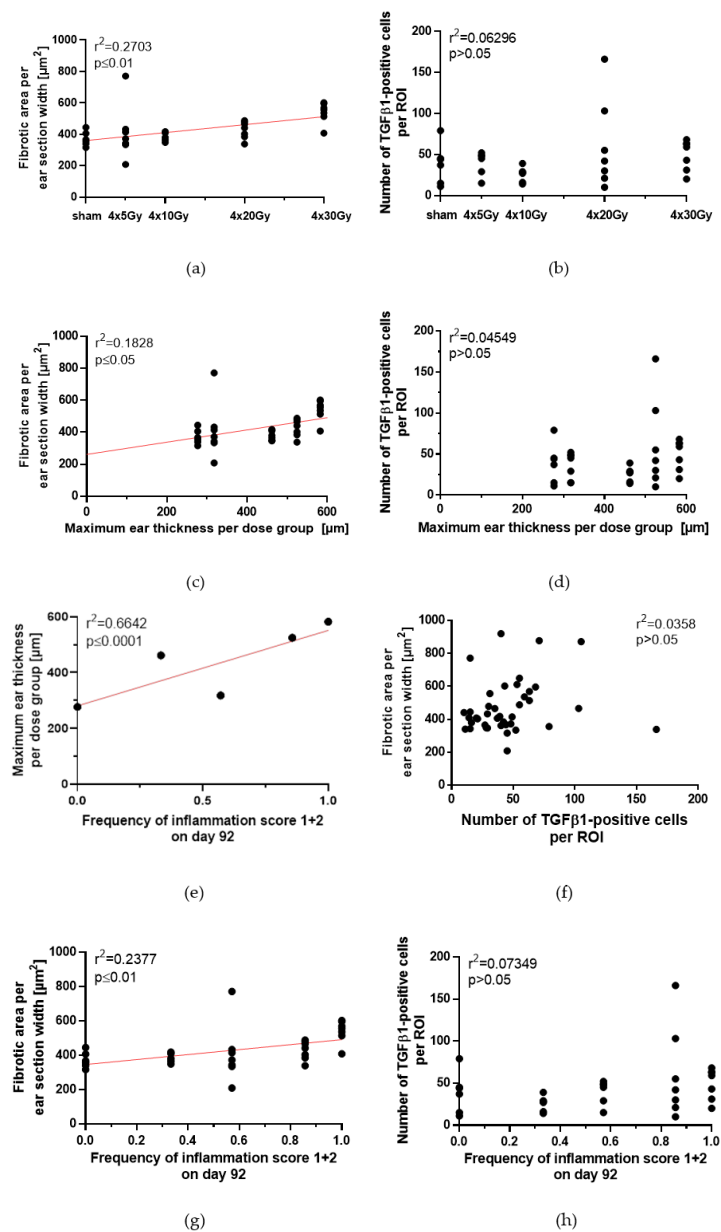 r²=0.2703
p≤0.01
Fibrotic area per
ear section width [µm²]
1000
800
600
400
200
0
sham 4x5Gy 4x10Gy 4x20Gy 4x30Gy
(a)
r²=0.06296
p>0.05
Number of TGFβ1-positive cells
per ROI
200
150
100
50
0
sham 4x5Gy 4x10Gy 4x20Gy 4x30Gy
(b)
r²=0.1828
p≤0.05
Fibrotic area per
ear section width [µm²]
1000
800
600
400
200
0
0 200 400 600
Maximum ear thickness per dose group [µm]
(c)
r²=0.04549
p>0.05
Number of TGFβ1-positive cells
per ROI
200
150
100
50
0
0 200 400 600
Maximum ear thickness per dose group [µm]
(d)
r²=0.6642
p≤0.0001
Maximum ear thickness
per dose group [µm]
600
400
200
0
0.0 0.5 1.0
Frequency of inflammation score 1+2
on day 92
(e)
r²=0.0358
p>0.05
Fibrotic area per
ear section width [µm²]
1000
800
600
400
200
0
0 50 100 150 200
Number of TGFβ1-positive cells
per ROI
(f)
r²=0.2377
p≤0.01
Fibrotic area per
ear section width [µm²]
1000
800
600
400
200
0
0.0 0.2 0.4 0.6 0.8 1.0
Frequency of inflammation score 1+2
on day 92
(g)
r²=0.07349
p>0.05
Number of TGFβ1-positive cells
per ROI
200
150
100
50
0
0.0 0.2 0.4 0.6 0.8 1.0
Frequency of inflammation score 1+2
on day 92
(h)